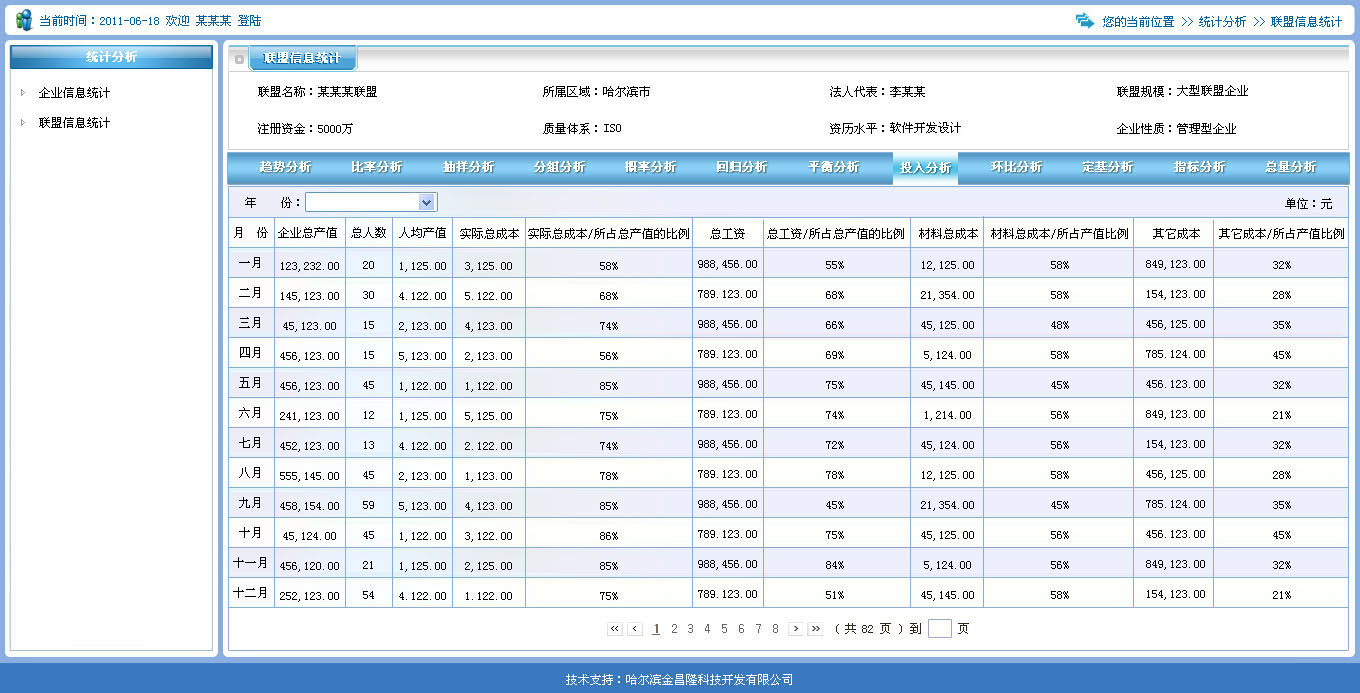 当前时间：2011-06-18 欢迎 某某某 登陆 您的当前位置 >> 统计分析 >> 联盟信息统计
统计分析
企业信息统计
联盟信息统计
联盟信息统计
联盟名称：某某某联盟 所属区域：哈尔滨市 法人代表：李某某 联盟规模：大型联盟企业
注册资金：5000万 质量体系：ISO 资历水平：软件开发设计 企业性质：管理型企业
趋势分析 比率分析 抽样分析 分组分析 概率分析 回归分析 平衡分析 投入分析 环比分析 定基分析 指标分析 总量分析
年 份： 单位：元
月 份 企业总产值 总人数 人均产值 实际总成本 实际总成本/所占总产值的比例 总工资 总工资/所占总产值的比例 材料总成本 材料总成本/所占产值比例 其它成本 其它成本/所占产值比例
一月 123,232.00 20 1,125.00 3,125.00 58% 988,456.00 55% 12,125.00 58% 849,123.00 32%
二月 145,123.00 30 4.122.00 5.122.00 68% 789.123.00 68% 21,354.00 58% 154,123.00 28%
三月 45,123.00 15 2,123.00 4,123.00 74% 988,456.00 66% 45,125.00 48% 456,125.00 35%
四月 456,123.00 15 5,123.00 2,123.00 56% 789.123.00 69% 5,124.00 58% 785.124.00 45%
五月 456,123.00 45 1,122.00 1,122.00 85% 988,456.00 75% 45,145.00 45% 456.123.00 32%
六月 241,123.00 12 1,125.00 5,125.00 75% 789.123.00 74% 1,214.00 56% 849,123.00 21%
七月 452,123.00 13 4.122.00 2.122.00 74% 988,456.00 72% 45,124.00 56% 154,123.00 32%
八月 555,145.00 45 2,123.00 1,123.00 78% 789.123.00 78% 12,125.00 58% 456,125.00 28%
九月 458,154.00 59 5,123.00 4,123.00 85% 988,456.00 45% 21,354.00 45% 785.124.00 35%
十月 45,124.00 45 1,122.00 3,122.00 86% 789.123.00 75% 45,125.00 56% 456,123.00 45%
十一月 456,120.00 21 1,125.00 2,125.00 85% 988,456.00 84% 5,124.00 56% 849,123.00 32%
十二月 252,123.00 54 4.122.00 1.122.00 75% 789.123.00 51% 45,145.00 58% 154,123.00 21%
« ‹ 1 2 3 4 5 6 7 8 › » （ 共 82 页 ）到 页
技术支持：哈尔滨金昌隆科技开发有限公司